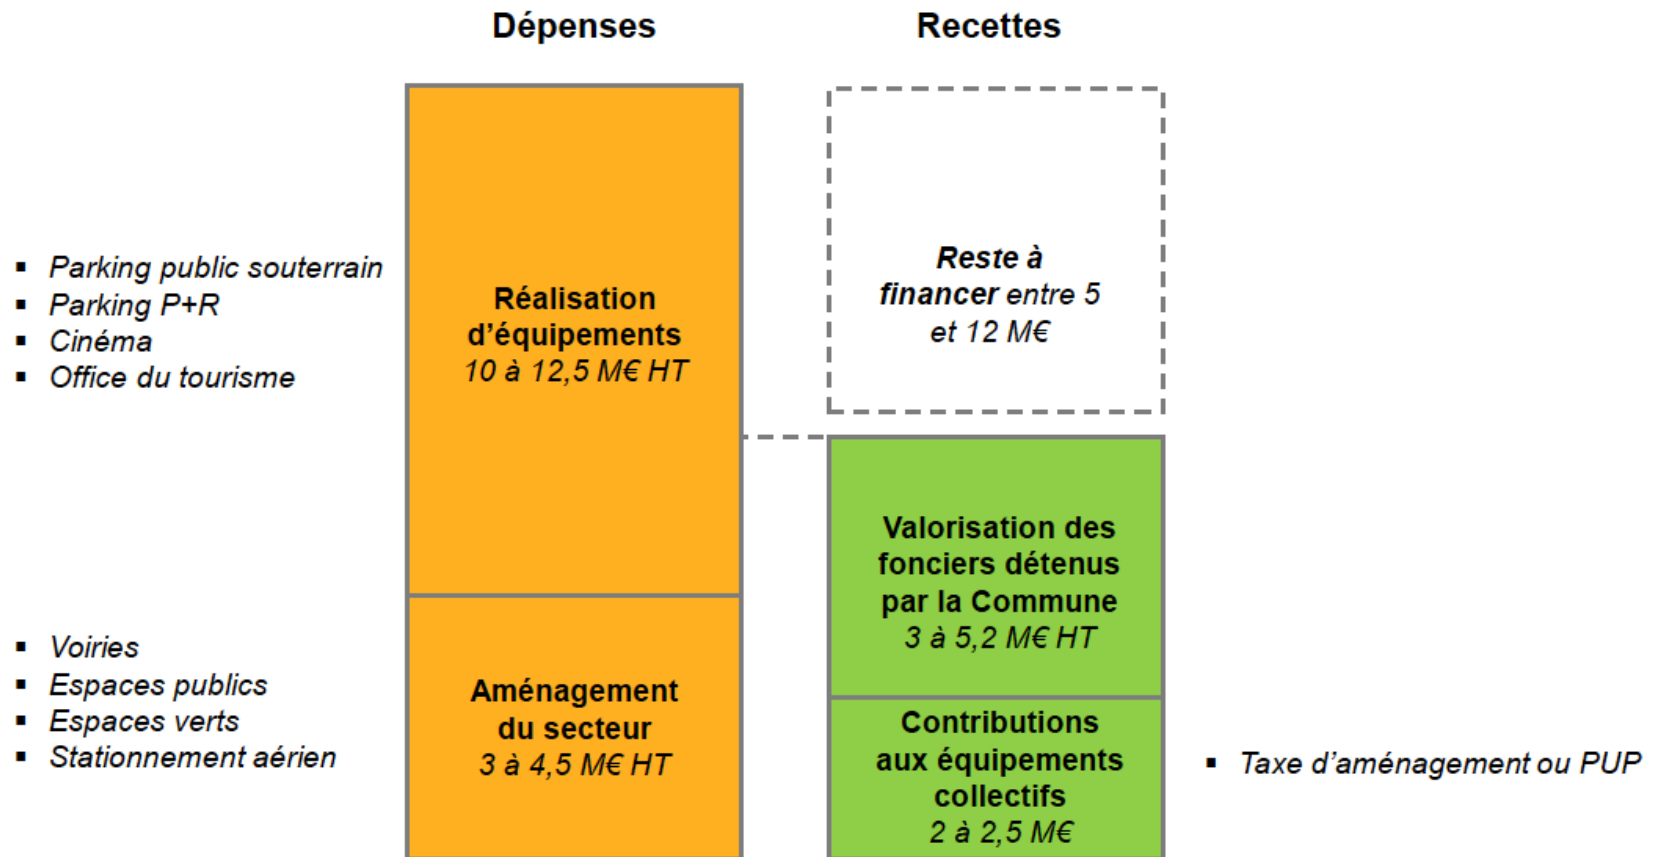 Dépenses
Recettes
▪ Parking public souterrain
▪ Parking P+R
▪ Cinéma
▪ Office du tourisme
Réalisation
d'équipements
10 à 12,5 M€ HT
Reste à
financer entre 5
et 12 M€
▪ Voiries
▪ Espaces publics
▪ Espaces verts
▪ Stationnement aérien
Aménagement
du secteur
3 à 4,5 M€ HT
Valorisation des
fonciers détenus
par la Commune
3 à 5,2 M€ HT
Contributions
aux équipements
collectifs
2 à 2,5 M€
▪ Taxe d'aménagement ou PUP